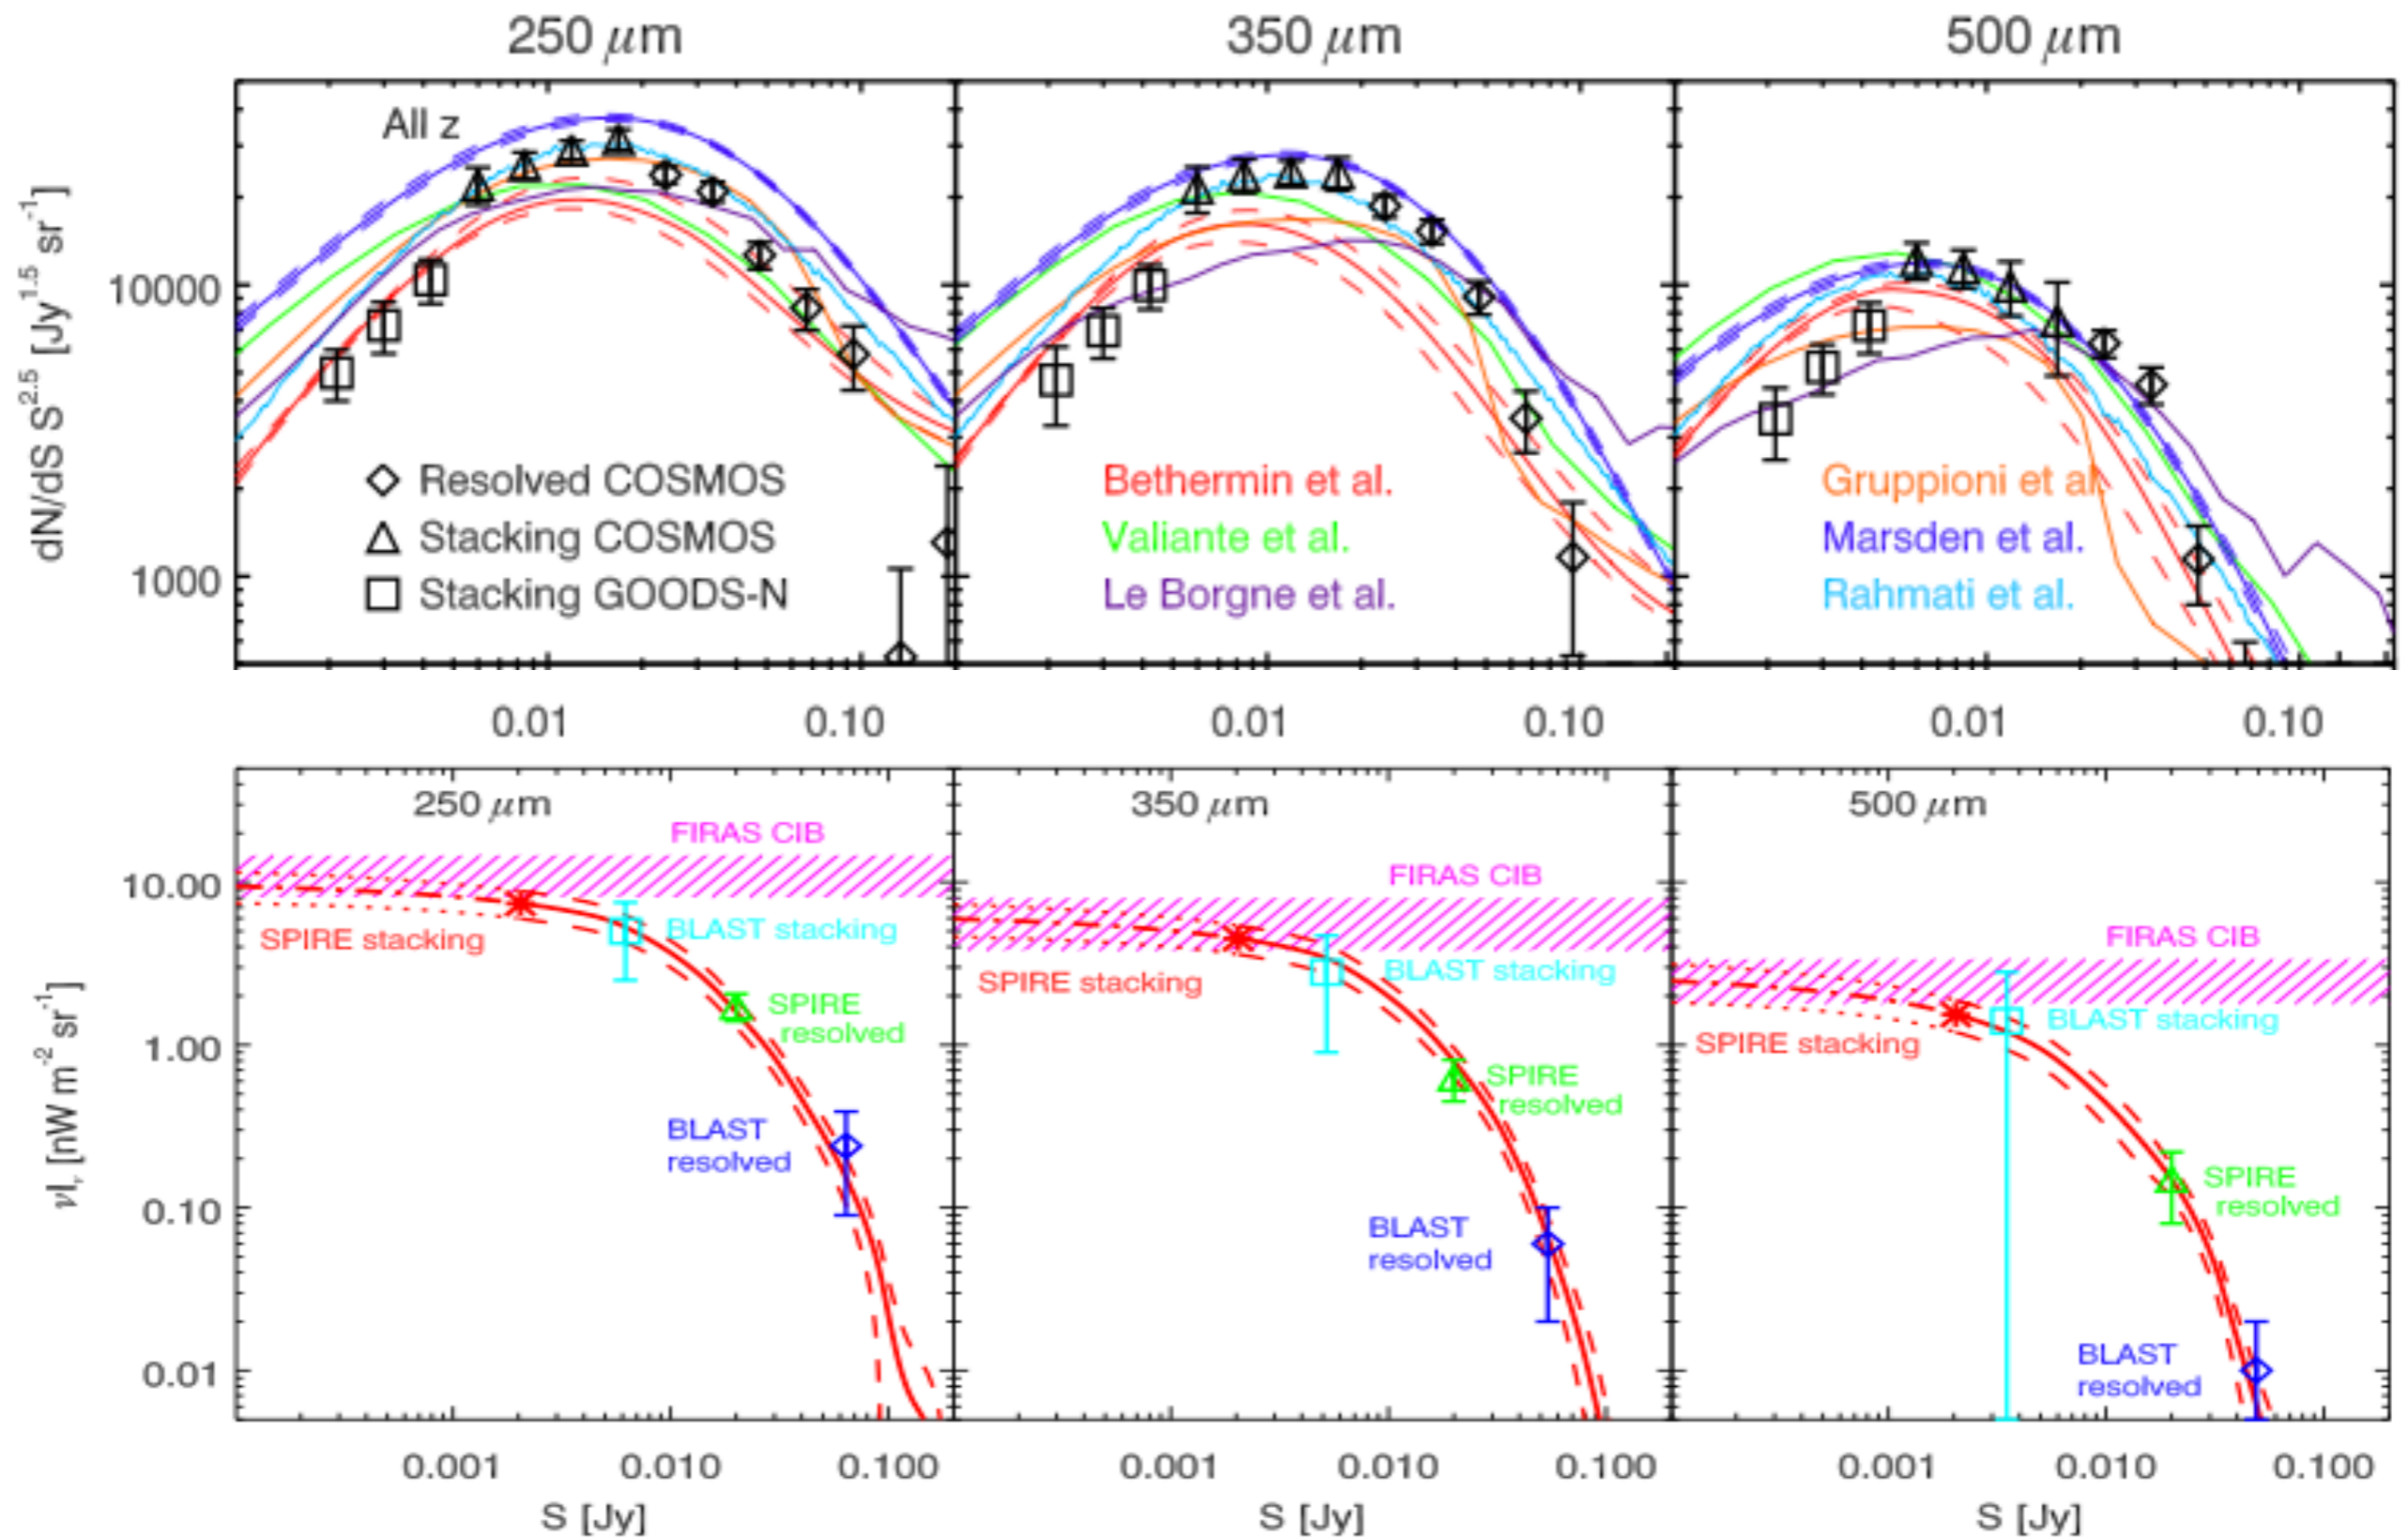 250 μm 350 μm 500 μm
All z
dN/dS S^2.5 [Jy^1.5 sr^-1]
10000
1000
Resolved COSMOS
Stacking COSMOS
Stacking GOODS-N
Bethermin et al.
Valiante et al.
Le Borgne et al.
Gruppioni et al.
Marsden et al.
Rahmati et al.
0.01 0.10 0.01 0.10 0.01 0.10
250 μm
FIRAS CIB
SPIRE stacking
BLAST stacking
SPIRE
resolved
BLAST
resolved
350 μm
FIRAS CIB
SPIRE stacking
BLAST stacking
SPIRE
resolved
BLAST
resolved
500 μm
FIRAS CIB
SPIRE stacking
BLAST stacking
SPIRE
resolved
BLAST
resolved
νI_ν [nW m^-2 sr^-1]
10.00
1.00
0.10
0.01
0.001 0.010 0.100 0.001 0.010 0.100 0.001 0.010 0.100
S [Jy] S [Jy] S [Jy]